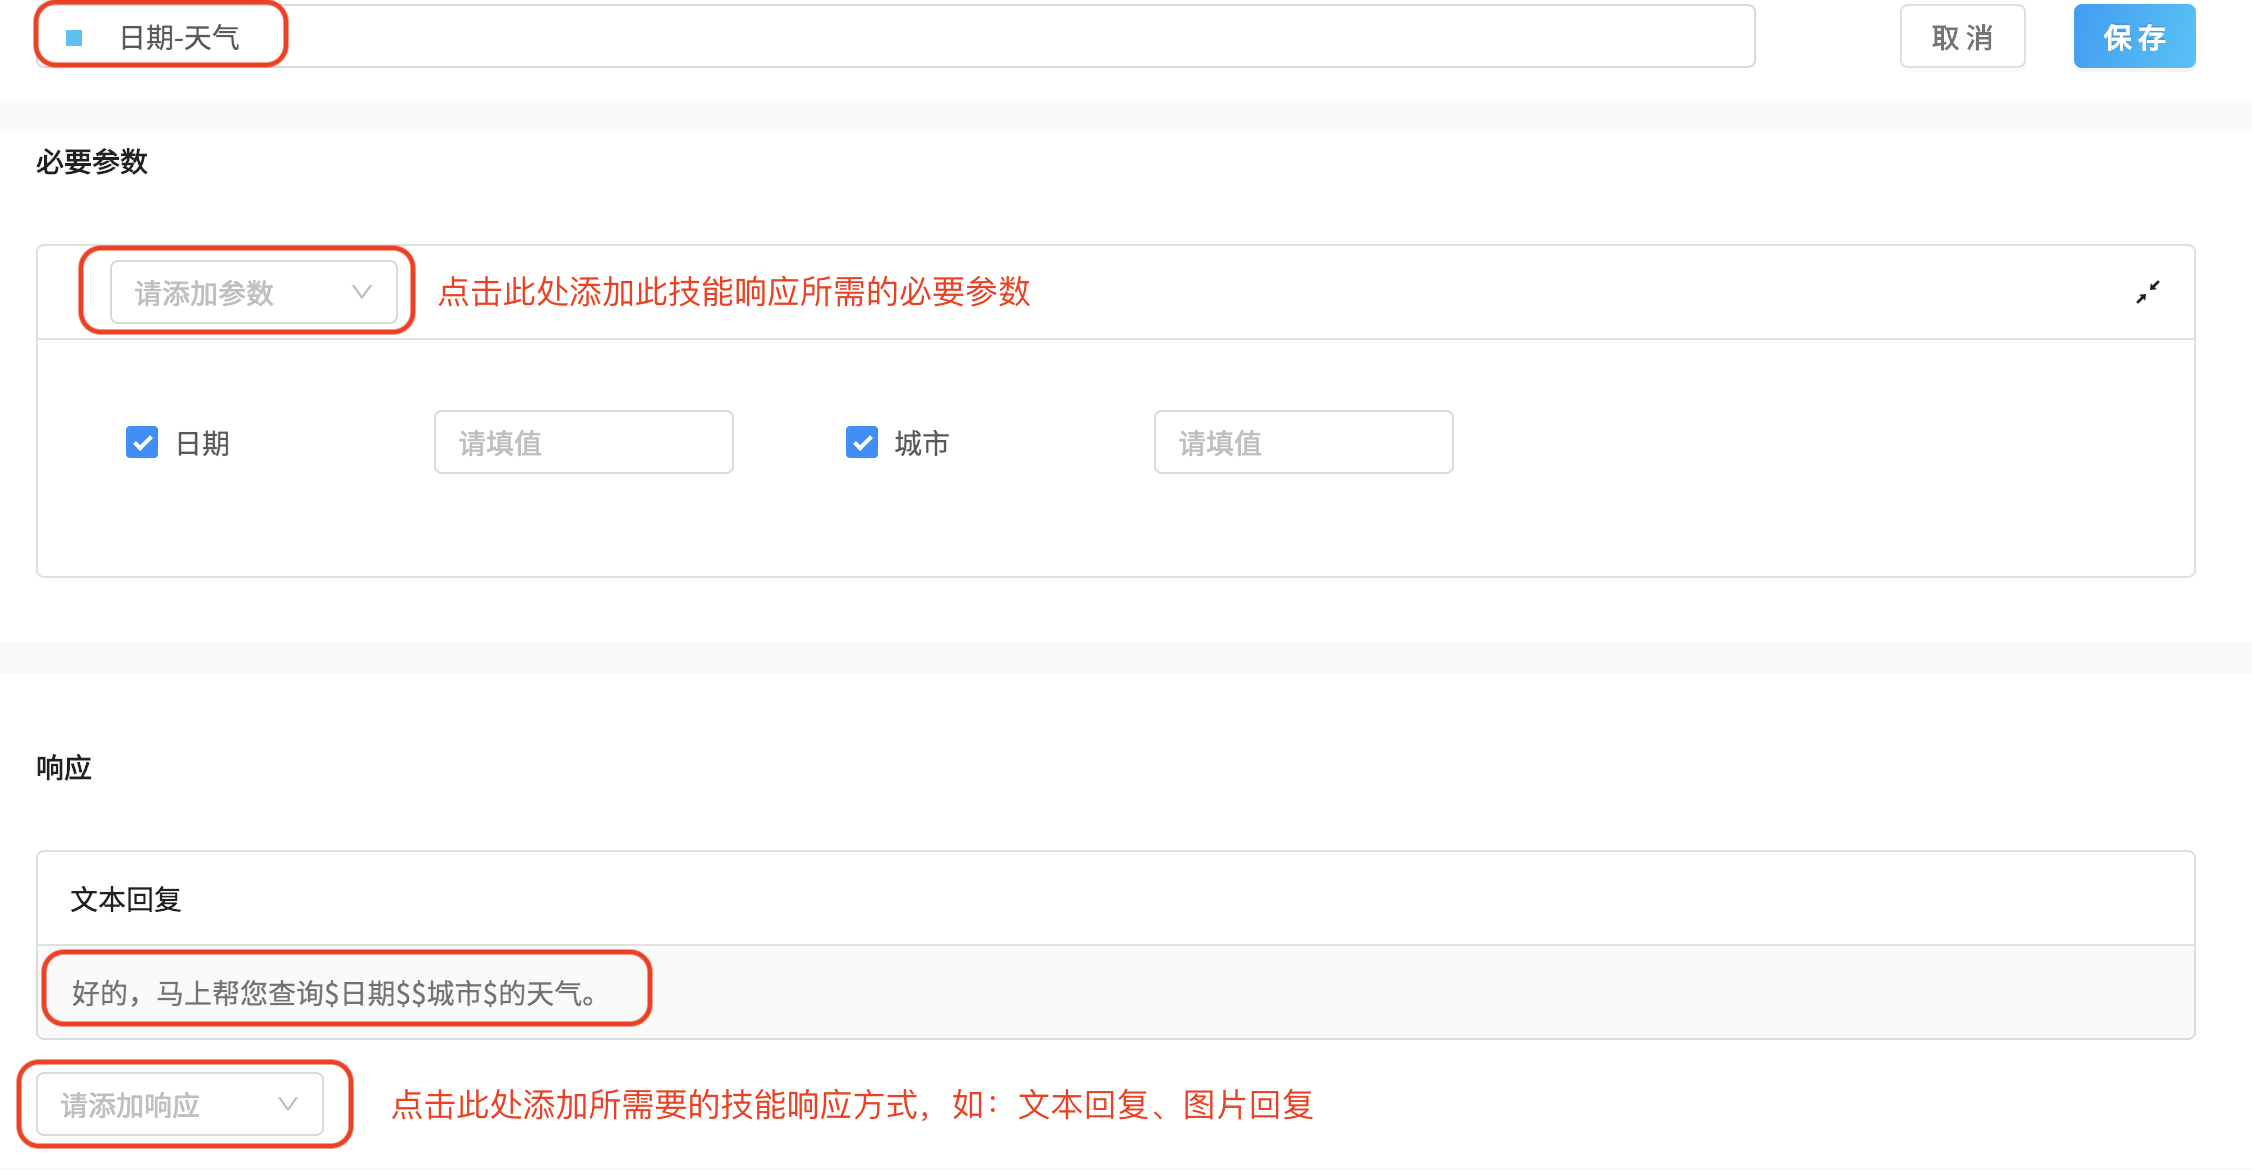 日期-天气
取 消
保 存
必要参数
请添加参数
点击此处添加此技能响应所需的必要参数
日期
请填值
城市
请填值
响应
文本回复
好的，马上帮您查询$日期$$城市$的天气。
请添加响应
点击此处添加所需要的技能响应方式，如：文本回复、图片回复